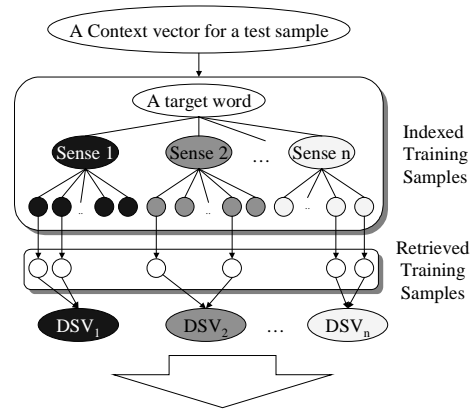 A Context vector for a test sample
A target word
Sense 1 Sense 2 ... Sense n
Indexed
Training
Samples
.. .. ..
Retrieved
Training
Samples
DSV1 DSV2 ... DSVn